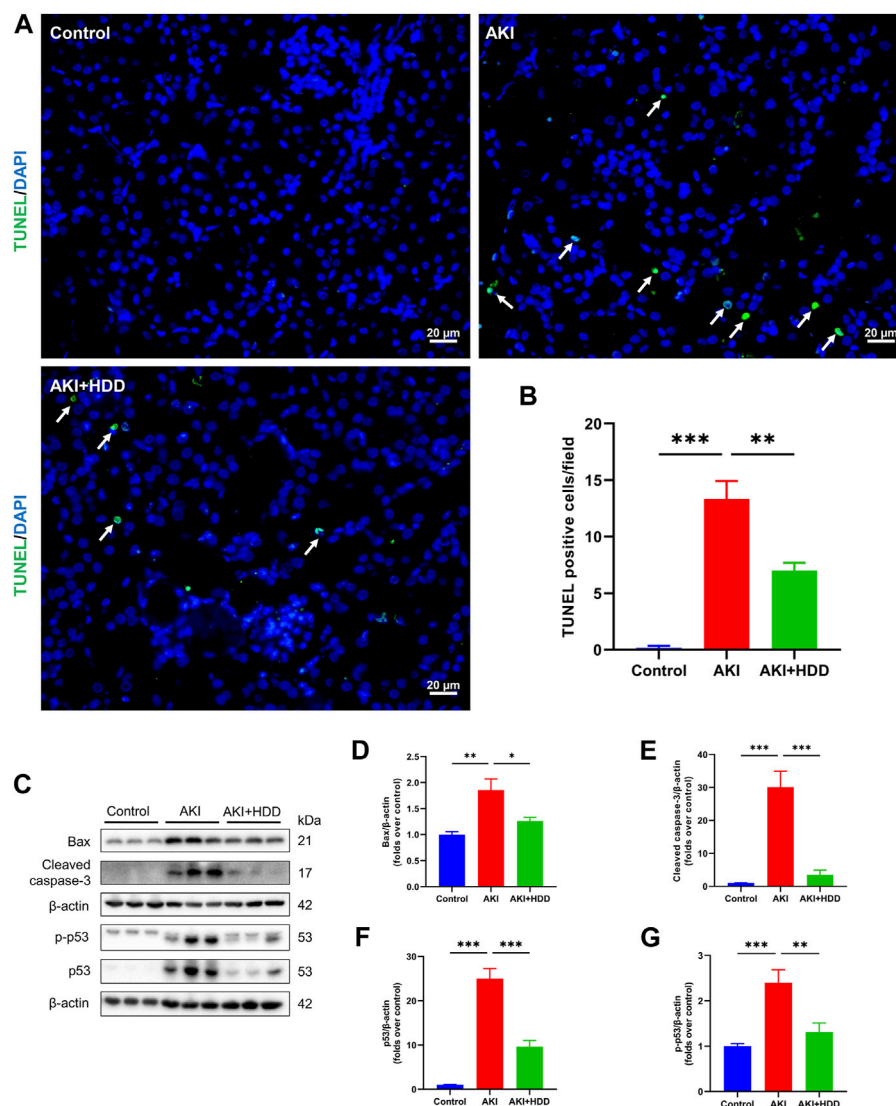 A
Control
TUNEL/DAPI
20 μm
AKI
20 μm
AKI+HDD
TUNEL/DAPI
20 μm
B
TUNEL positive cells/field
20
15
10
5
0
***
**
Control
AKI
AKI+HDD
C
Control AKI AKI+HDD kDa
Bax 21
Cleaved
caspase-3 17
β-actin 42
p-p53 53
p53 53
β-actin 42
D
Bax/β-actin
(folds over control)
2.5
2.0
1.5
1.0
0.5
0.0
**
*
Control
AKI
AKI+HDD
E
Cleaved caspase-3/β-actin
(folds over control)
40
30
20
10
0
***
***
Control
AKI
AKI+HDD
F
p53/β-actin
(folds over control)
30
20
10
0
***
***
Control
AKI
AKI+HDD
G
p-p53/β-actin
(folds over control)
3
2
1
0
***
**
Control
AKI
AKI+HDD